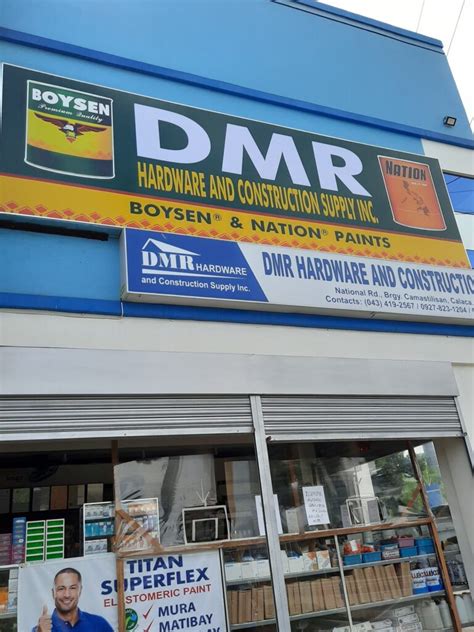 BOYSEN
Premium Quality
DMR
HARDWARE AND CONSTRUCTION SUPPLY INC.
BOYSEN® & NATION® PAINTS
NATION
DMR HARDWARE
and Construction Supply Inc.
DMR HARDWARE AND CONSTRUCTIO
National Rd., Brgy. Camastilisan, Calaca
Contacts: (043) 419-2567 / 0927-823-1204 /
TITAN
SUPERFLEX
ELASTOMERIC PAINT
MURA
MATIBAY